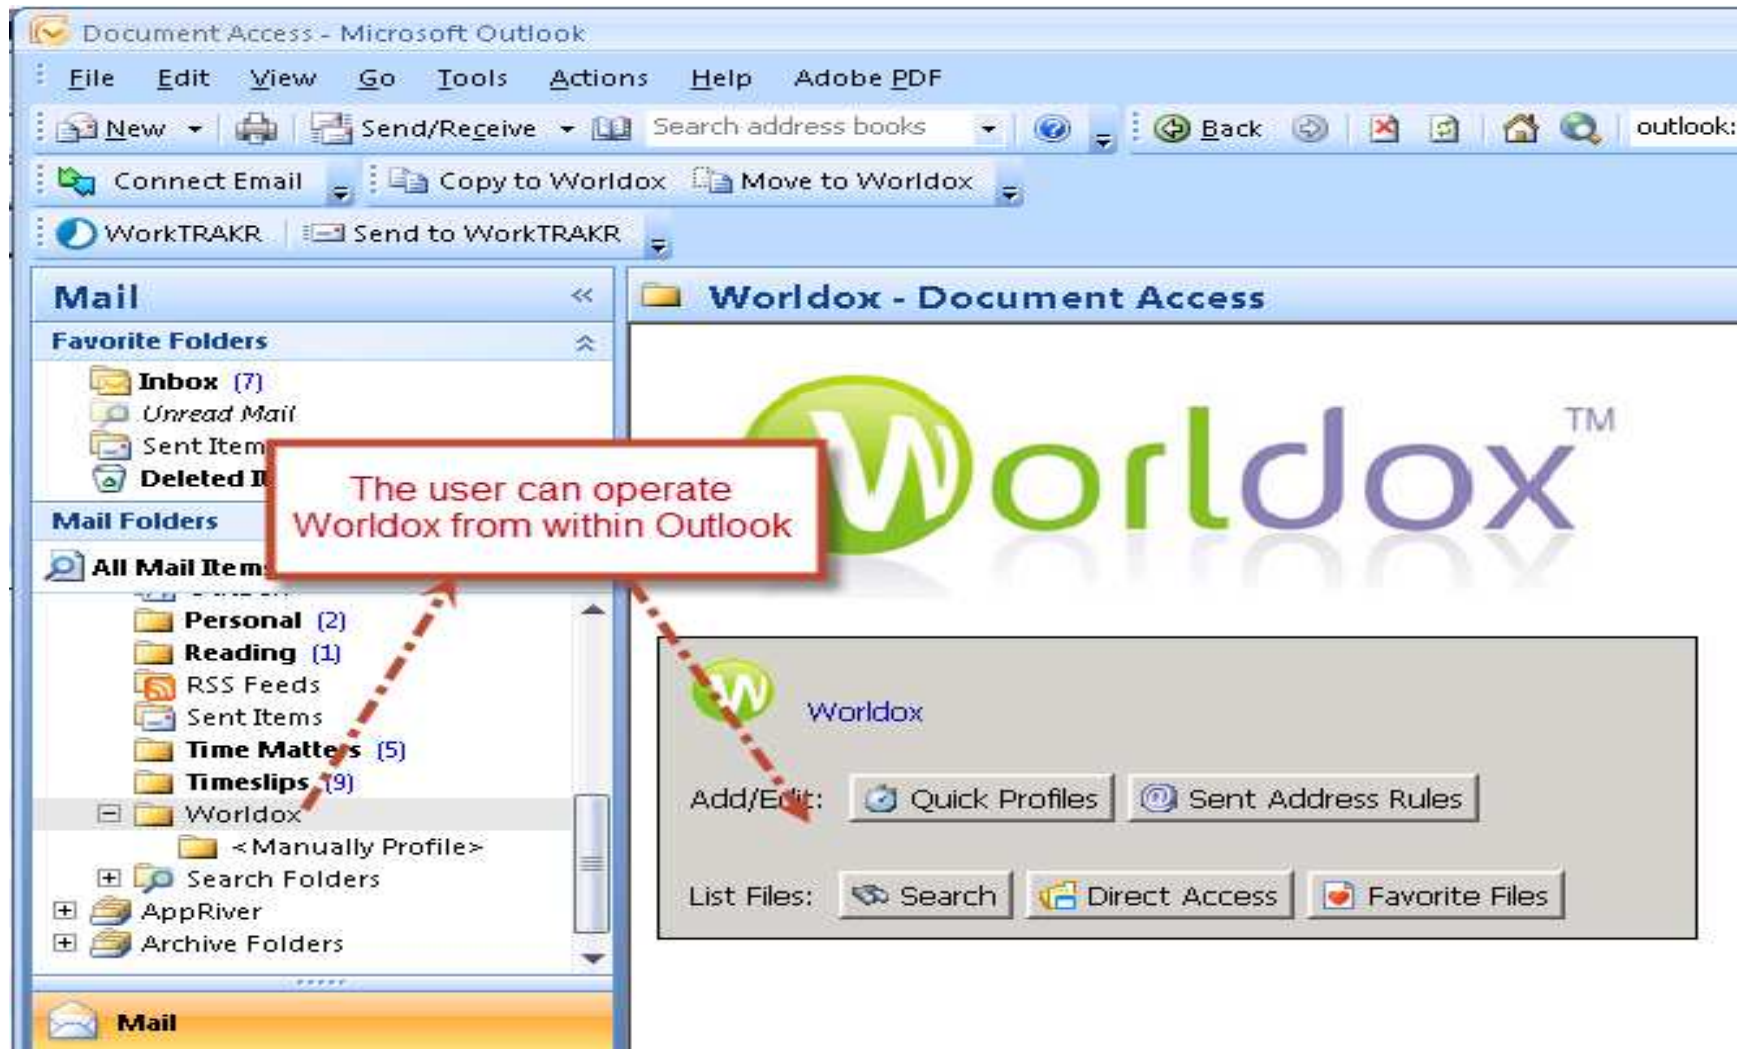 Document Access - Microsoft Outlook
File Edit View Go Tools Actions Help Adobe PDF
New Send/Receive Search address books Back outlook:
Connect Email Copy to Worldox Move to Worldox
WorkTRAKR Send to WorkTRAKR
Mail «
Worldox - Document Access
Favorite Folders
Inbox (7)
Unread Mail
Sent Item
Deleted I
Mail Folders
All Mail Item
The user can operate
Worldox from within Outlook
Worldox™
Personal (2)
Reading (1)
RSS Feeds
Sent Items
Time Matters (5)
Timeslips (9)
Worldox
<Manually Profile>
Search Folders
AppRiver
Archive Folders
Mail
Worldox
Add/Edit: Quick Profiles Sent Address Rules
List Files: Search Direct Access Favorite Files